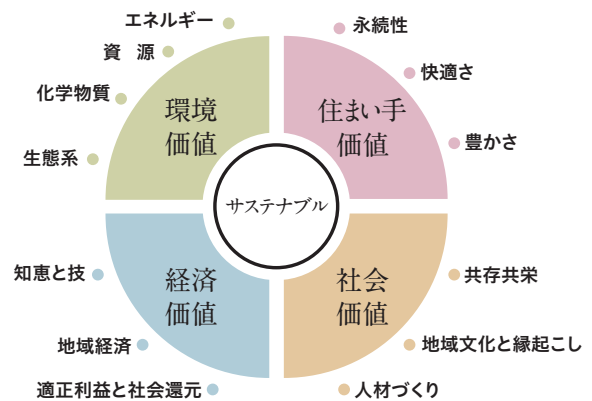 エネルギー
資　源
化学物質
生態系
環境
価値
永続性
快適さ
豊かさ
住まい手
価値
サステナブル
知恵と技
地域経済
適正利益と社会還元
経済
価値
共存共栄
地域文化と縁起こし
人材づくり
社会
価値